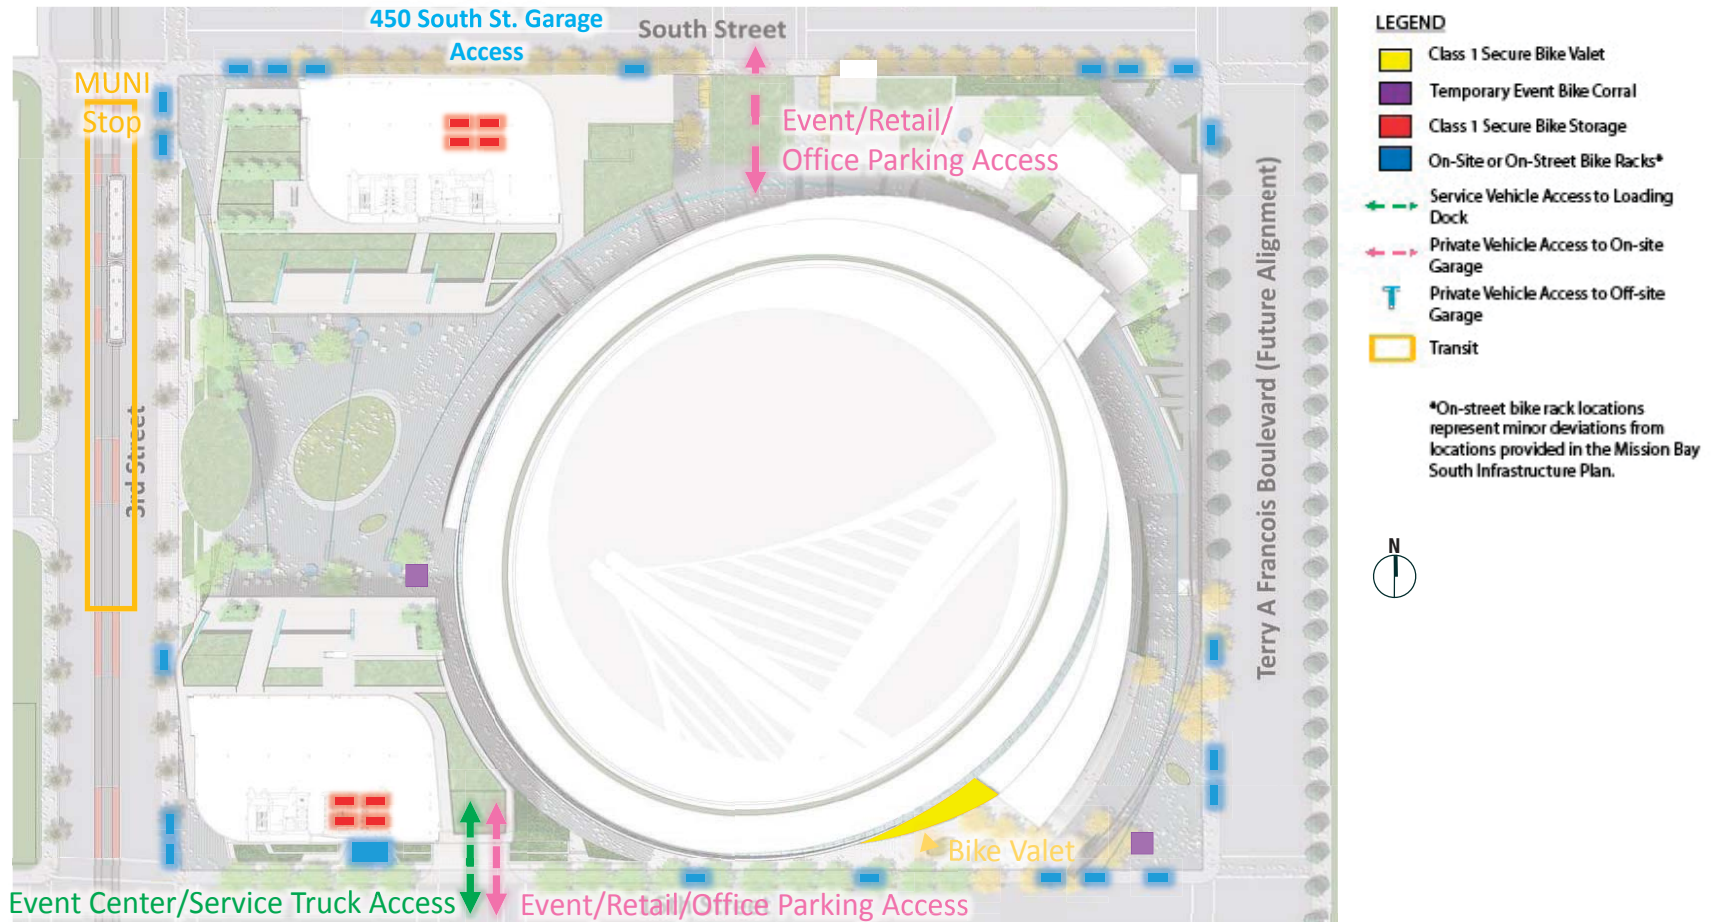 450 South St. Garage
Access
South Street
MUNI
Stop
Event/Retail/
Office Parking Access
3rd Street
Terry A Francois Boulevard (Future Alignment)
Bike Valet
Event Center/Service Truck Access
Event/Retail/Office Parking Access
16th Street
LEGEND
Class 1 Secure Bike Valet
Temporary Event Bike Corral
Class 1 Secure Bike Storage
On-Site or On-Street Bike Racks*
Service Vehicle Access to Loading
Dock
Private Vehicle Access to On-site
Garage
Private Vehicle Access to Off-site
Garage
Transit
*On-street bike rack locations
represent minor deviations from
locations provided in the Mission Bay
South Infrastructure Plan.
N